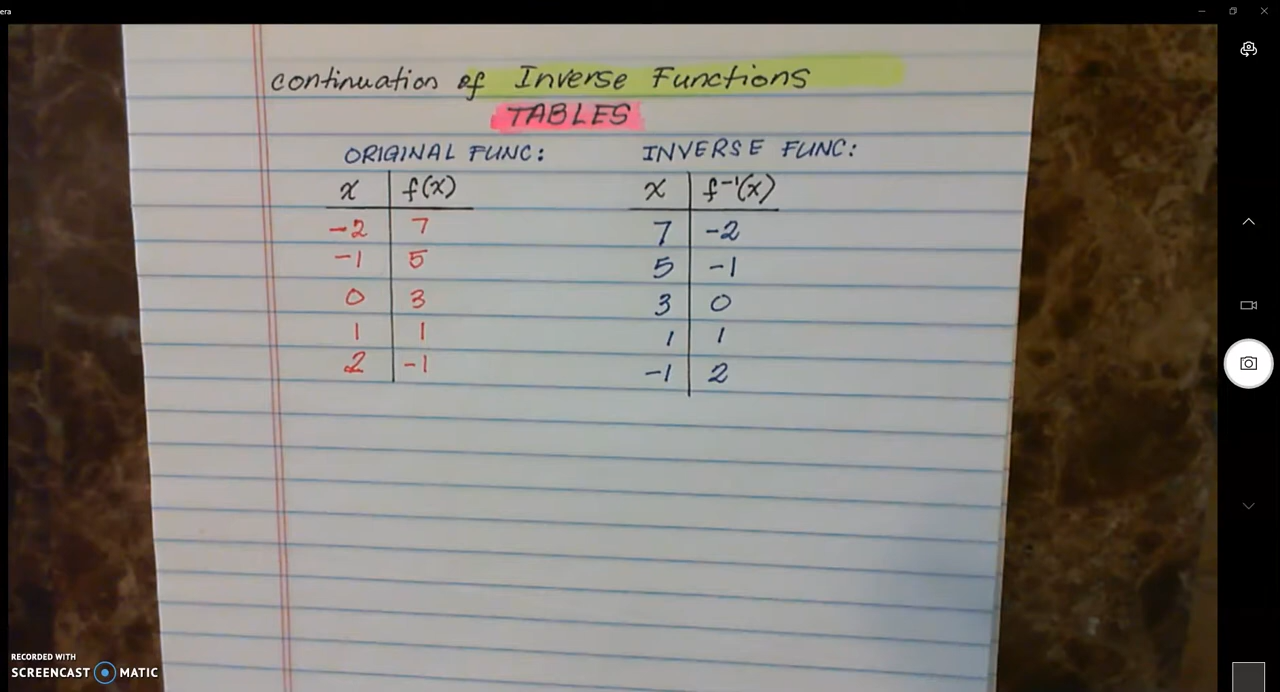 era
continuation of Inverse Functions
TABLES
ORIGINAL FUNC: INVERSE FUNC:
x f(x) x f⁻¹(x)
-2 7 7 -2
-1 5 5 -1
0 3 3 0
1 1 1 1
2 -1 -1 2
RECORDED WITH
SCREENCAST MATIC